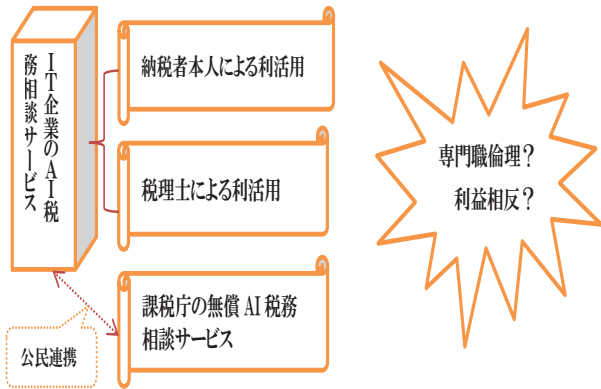 IT企業のAI税
務相談サービス
納税者本人による利活用
税理士による利活用
課税庁の無償 AI 税務
相談サービス
公民連携
専門職倫理？
利益相反？